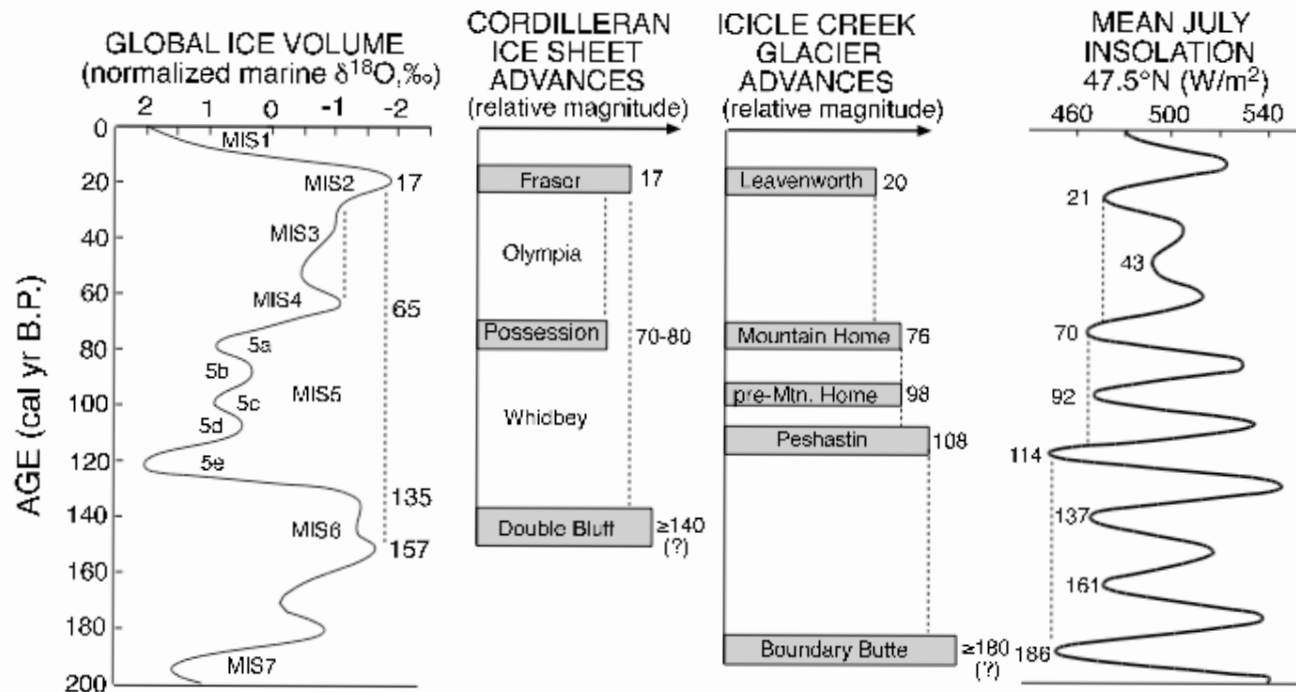 GLOBAL ICE VOLUME
(normalized marine δ18O,‰)
2 1 0 -1 -2
CORDILLERAN
ICE SHEET
ADVANCES
(relative magnitude)
ICICLE CREEK
GLACIER
ADVANCES
(relative magnitude)
MEAN JULY
INSOLATION
47.5°N (W/m2)
460 500 540
AGE (cal yr B.P.)
0
20
40
60
80
100
120
140
160
180
200
MIS1
MIS2
MIS3
MIS4
5a
5b
MIS5
5c
5d
5e
MIS6
MIS7
17
65
135
157
Fraser 17
Olympia
Possession 70-80
Whidbey
Double Bluff ≥140
(?)
Leavenworth 20
Mountain Home 76
pre-Mtn. Home 98
Peshastin 108
Boundary Butte ≥180
(?)
21
43
70
92
114
137
161
186